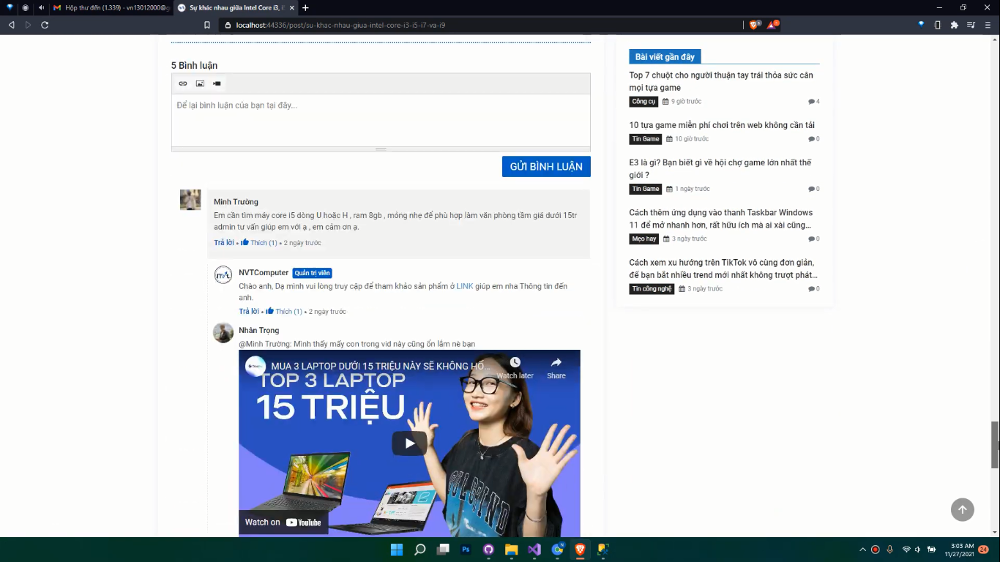 Hộp thư đến (1.339) - vn13012000@g
Sự khác nhau giữa Intel Core i3, i
localhost:44336/post/su-khac-nhau-giua-intel-core-i3-i5-i7-va-i9
5 Bình luận
Để lại bình luận của bạn tại đây...
GỬI BÌNH LUẬN
Minh Trường
Em cần tìm máy core i5 dòng U hoặc H , ram 8gb , mỏng nhẹ để phù hợp làm văn phòng tầm giá dưới 15tr
admin tư vấn giúp em với ạ , em cảm ơn ạ.
Trả lời • Thích (1) • 2 ngày trước
NVTComputer Quản trị viên
Chào anh, Dạ mình vui lòng truy cập để tham khảo sản phẩm ở LINK giúp em nha Thông tin đến
anh.
Trả lời • Thích (1) • 2 ngày trước
Nhân Trọng
@Minh Trường: Mình thấy mấy con trong vid này cũng ổn lắm nè bạn
MUA 3 LAPTOP DƯỚI 15 TRIỆU NÀY SẼ KHÔNG HỐ...
Watch later
Share
TOP 3 LAPTOP
15 TRIỆU
Watch on YouTube
Bài viết gần đây
Top 7 chuột cho người thuận tay trái thỏa sức cân
mọi tựa game
Công cụ 9 giờ trước 4
10 tựa game miễn phí chơi trên web không cần tải
Tin Game 10 giờ trước 0
E3 là gì? Bạn biết gì về hội chợ game lớn nhất thế
giới ?
Tin Game 1 ngày trước 0
Cách thêm ứng dụng vào thanh Taskbar Windows
11 để mở nhanh hơn, rất hữu ích mà ai xài cũng...
Mẹo hay 3 ngày trước 0
Cách xem xu hướng trên TikTok vô cùng đơn giản,
để bạn bắt nhiều trend mới nhất không trượt phát...
Tin công nghệ 3 ngày trước 0
Ps
3:03 AM
11/27/2021
24